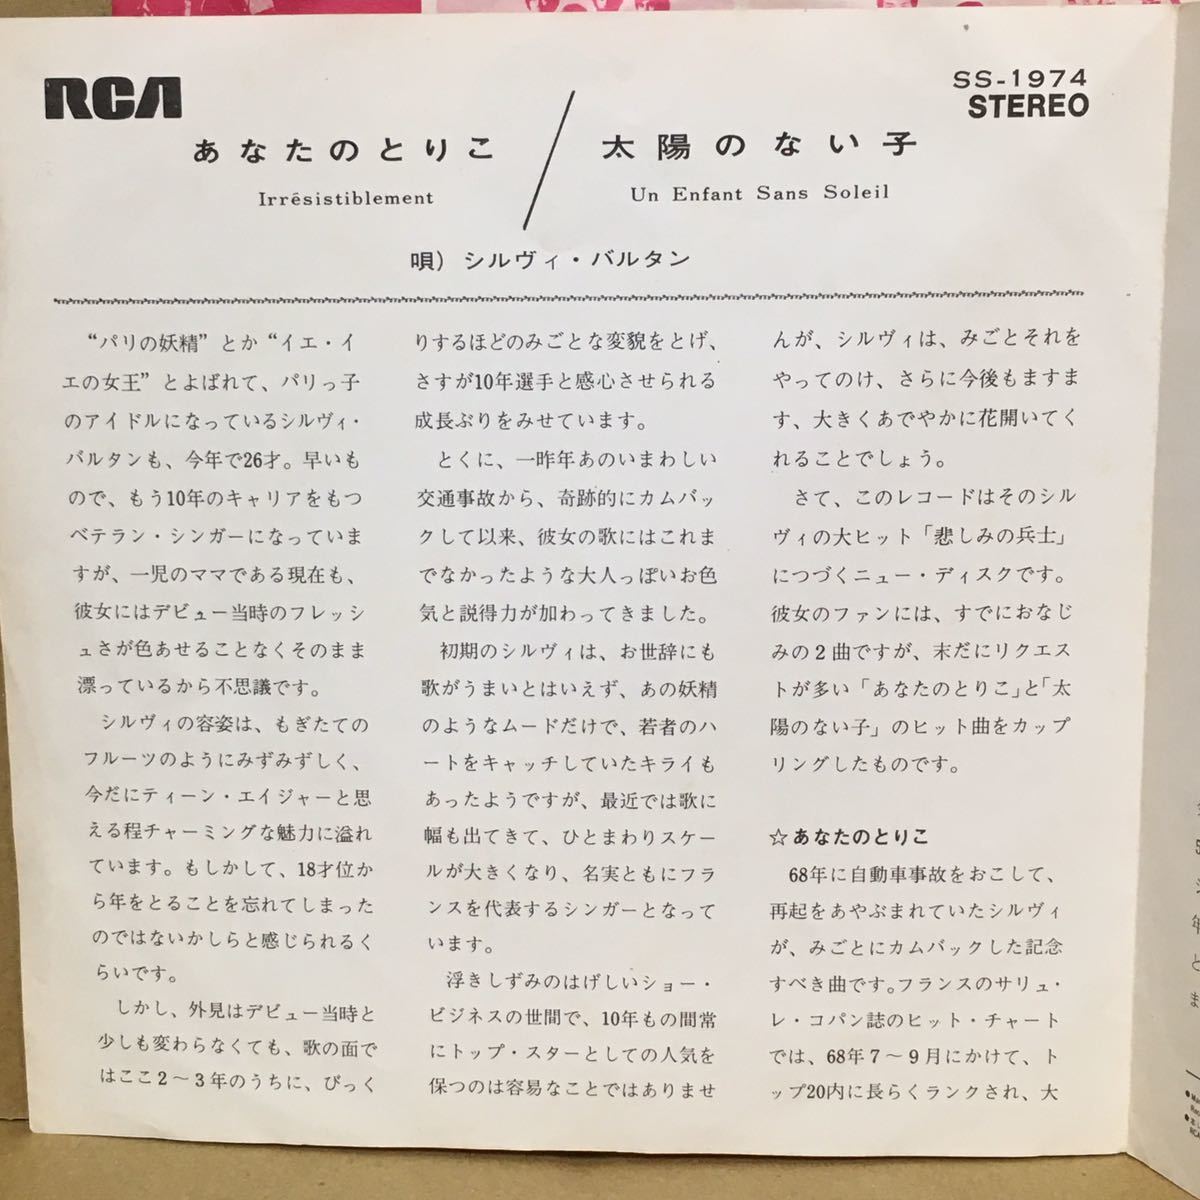 RCA
SS-1974
STEREO
あなたのとりこ / 太陽のない子
Irrésistiblement
Un Enfant Sans Soleil
唄）シルヴィ・バルタン
“パリの妖精”とか“イエ・イ
エの女王”とよばれて、パリっ子
のアイドルになっているシルヴィ・
バルタンも、今年で26才。早いも
ので、もう10年のキャリアをもつ
ベテラン・シンガーになっていま
すが、一児のママである現在も、
彼女にはデビュー当時のフレッシ
ュさが色あせることなくそのまま
漂っているから不思議です。
シルヴィの容姿は、もぎたての
フルーツのようにみずみずしく、
今だにティーン・エイジャーと思
える程チャーミングな魅力に溢れ
ています。もしかして、18才位か
ら年をとることを忘れてしまった
のではないかしらと感じられるく
らいです。
しかし、外見はデビュー当時と
少しも変わらなくても、歌の面で
はここ2～3年のうちに、びっく
りするほどのみごとな変貌をとげ、
さすが10年選手と感心させられる
成長ぶりをみせています。
とくに、一昨年あのいまわしい
交通事故から、奇跡的にカムバッ
クして以来、彼女の歌にはこれま
でなかったような大人っぽいお色
気と説得力が加わってきました。
初期のシルヴィは、お世辞にも
歌がうまいとはいえず、あの妖精
のようなムードだけで、若者のハ
ートをキャッチしていたキライも
あったようですが、最近では歌に
幅も出てきて、ひとまわりスケー
ルが大きくなり、名実ともにフラ
ンスを代表するシンガーとなって
います。
浮きしずみのはげしいショー・
ビジネスの世間で、10年もの間常
にトップ・スターとしての人気を
保つのは容易なことではありませ
んが、シルヴィは、みごとそれを
やってのけ、さらに今後もますま
す、大きくあでやかに花開いてく
れることでしょう。
さて、このレコードはそのシル
ヴィの大ヒット「悲しみの兵士」
につづくニュー・ディスクです。
彼女のファンには、すでにおなじ
みの2曲ですが、末だにリクエス
トが多い「あなたのとりこ」と「太
陽のない子」のヒット曲をカップ
リングしたものです。
☆あなたのとりこ
68年に自動車事故をおこして、
再起をあやぶまれていたシルヴィ
が、みごとにカムバックした記念
すべき曲です。フランスのサリュ・
レ・コパン誌のヒット・チャート
では、68年7～9月にかけて、ト
ップ20内に長らくランクされ、大
年
と
ま